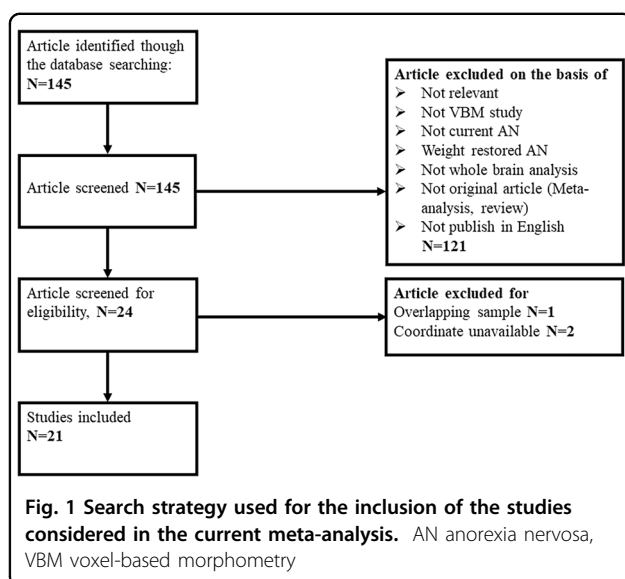 Article identified though
the database searching:
N=145
Article screened N=145
Article excluded on the basis of
➤ Not relevant
➤ Not VBM study
➤ Not current AN
➤ Weight restored AN
➤ Not whole brain analysis
➤ Not original article (Meta-
analysis, review)
➤ Not publish in English
N=121
Article screened for
eligibility, N=24
Article excluded for
Overlapping sample N=1
Coordinate unavailable N=2
Studies included
N=21
Fig. 1 Search strategy used for the inclusion of the studies
considered in the current meta-analysis. AN anorexia nervosa,
VBM voxel-based morphometry